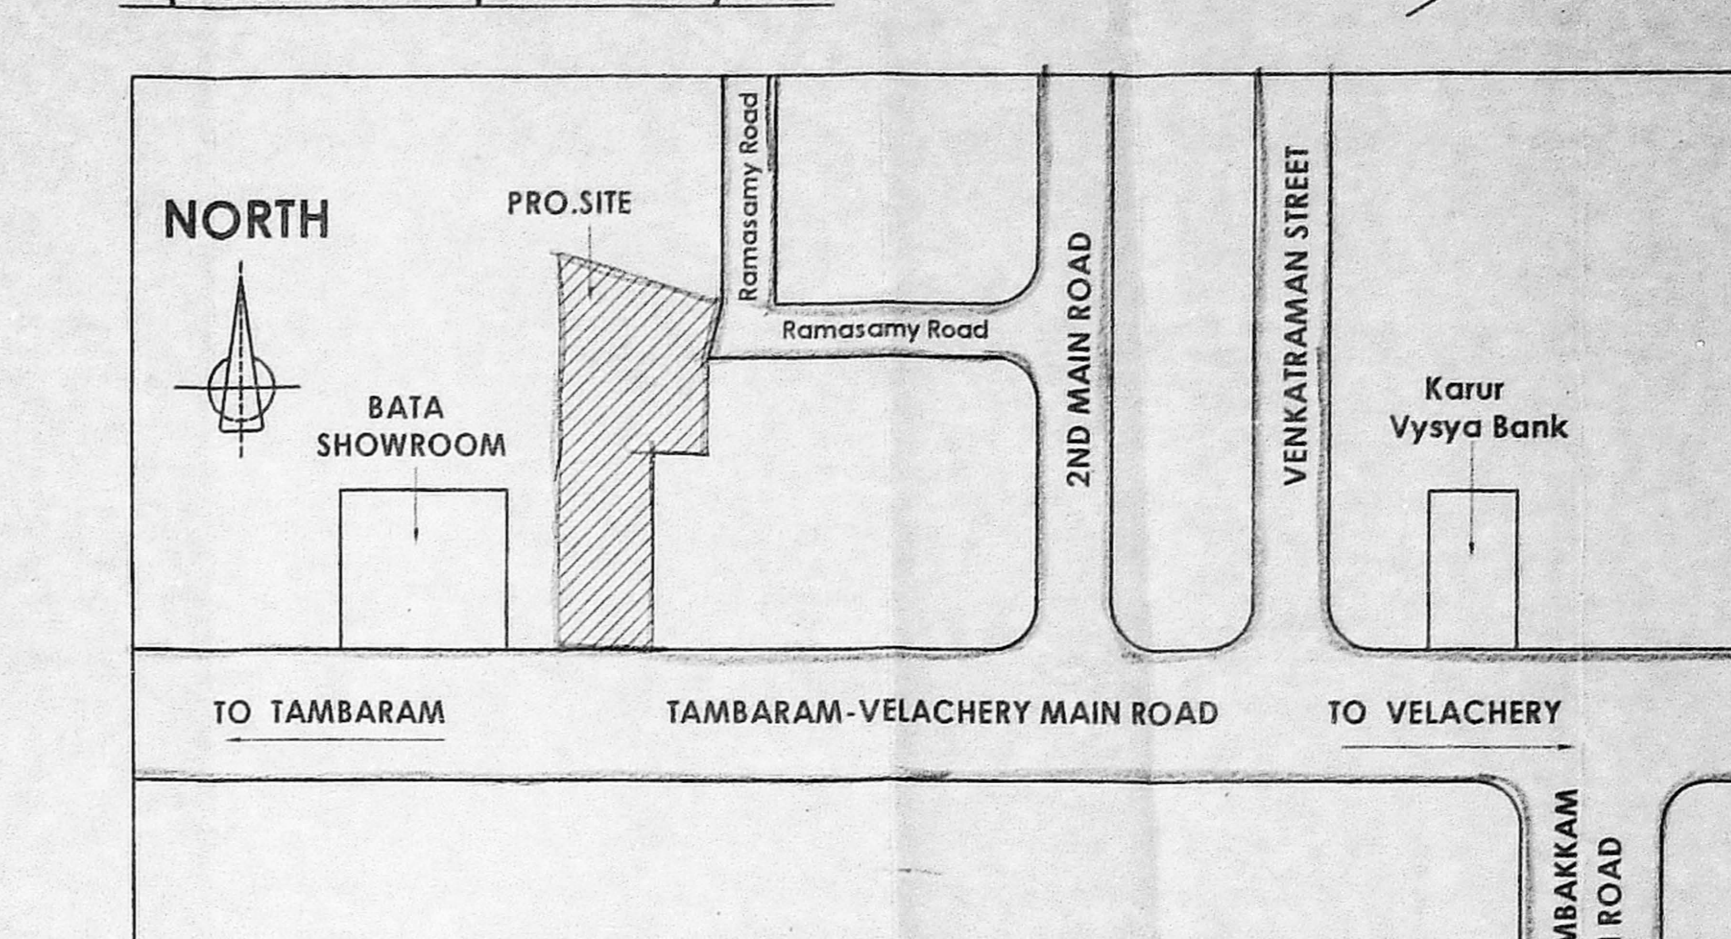 Ramasamy Road
PRO.SITE
NORTH
Ramasamy Road
2ND MAIN ROAD
VENKATRAMAN STREET
BATA
SHOWROOM
Karur
Vysya Bank
TO TAMBARAM
TAMBARAM-VELACHERY MAIN ROAD
TO VELACHERY
MBAKKAM
ROAD